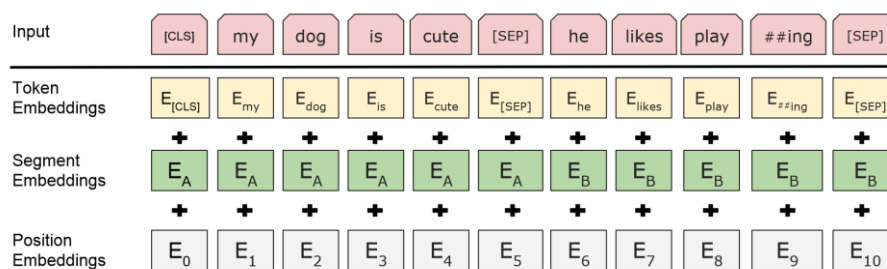 Input [CLS] my dog is cute [SEP] he likes play ##ing [SEP]
Token Embeddings E[CLS] Emy Edog Eis Ecute E[SEP] Ehe Elikes Eplay E##ing E[SEP]
+ + + + + + + + + + +
Segment Embeddings EA EA EA EA EA EA EB EB EB EB EB
+ + + + + + + + + + +
Position Embeddings E0 E1 E2 E3 E4 E5 E6 E7 E8 E9 E10